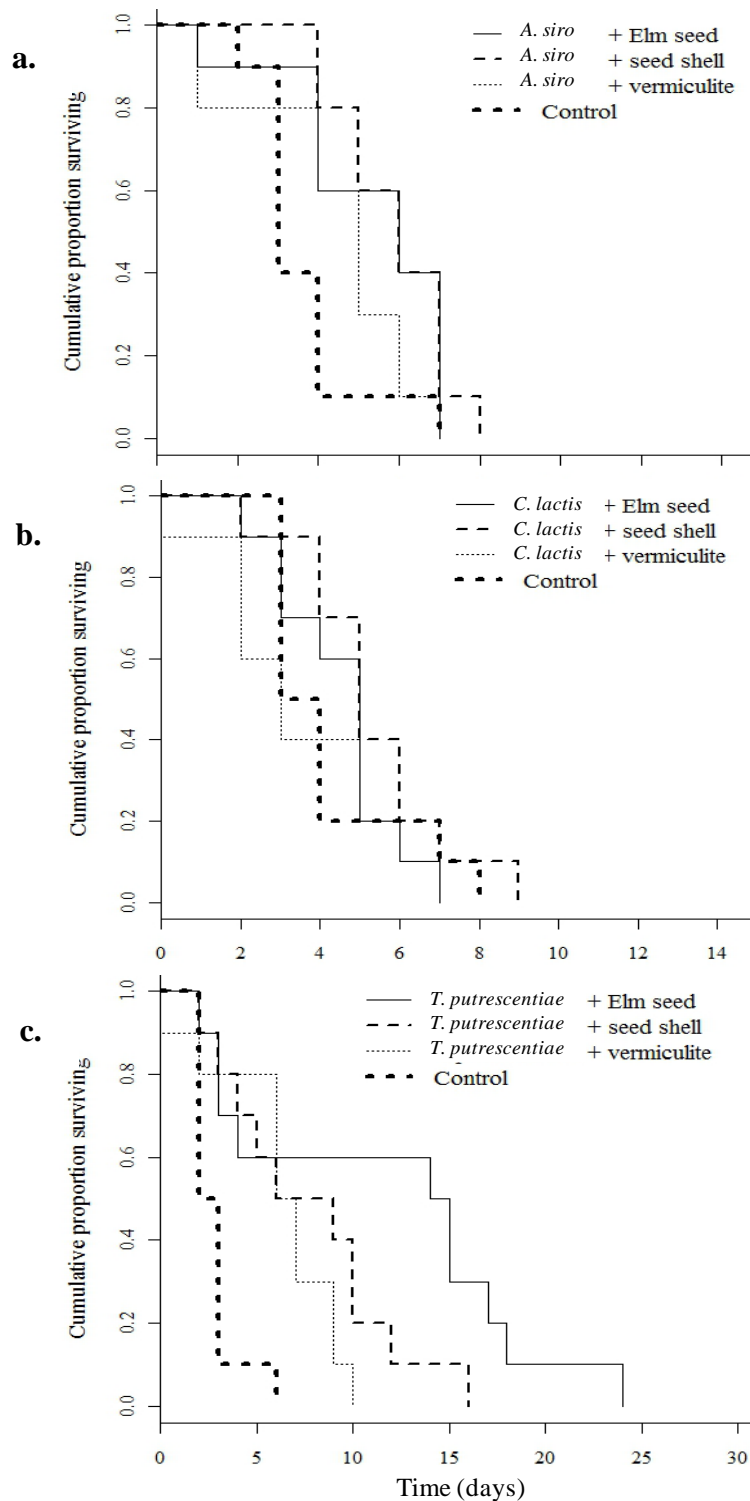 a.
A. siro + Elm seed
A. siro + seed shell
A. siro + vermiculite
Control
Cumulative proportion surviving
1.0
0.8
0.6
0.4
0.2
0.0
b.
C. lactis + Elm seed
C. lactis + seed shell
C. lactis + vermiculite
Control
Cumulative proportion surviving
1.0
0.8
0.6
0.4
0.2
0.0
0 2 4 6 8 10 12 14
c.
T. putrescentiae + Elm seed
T. putrescentiae + seed shell
T. putrescentiae + vermiculite
Control
Cumulative proportion surviving
1.0
0.8
0.6
0.4
0.2
0.0
0 5 10 15 20 25 30
Time (days)